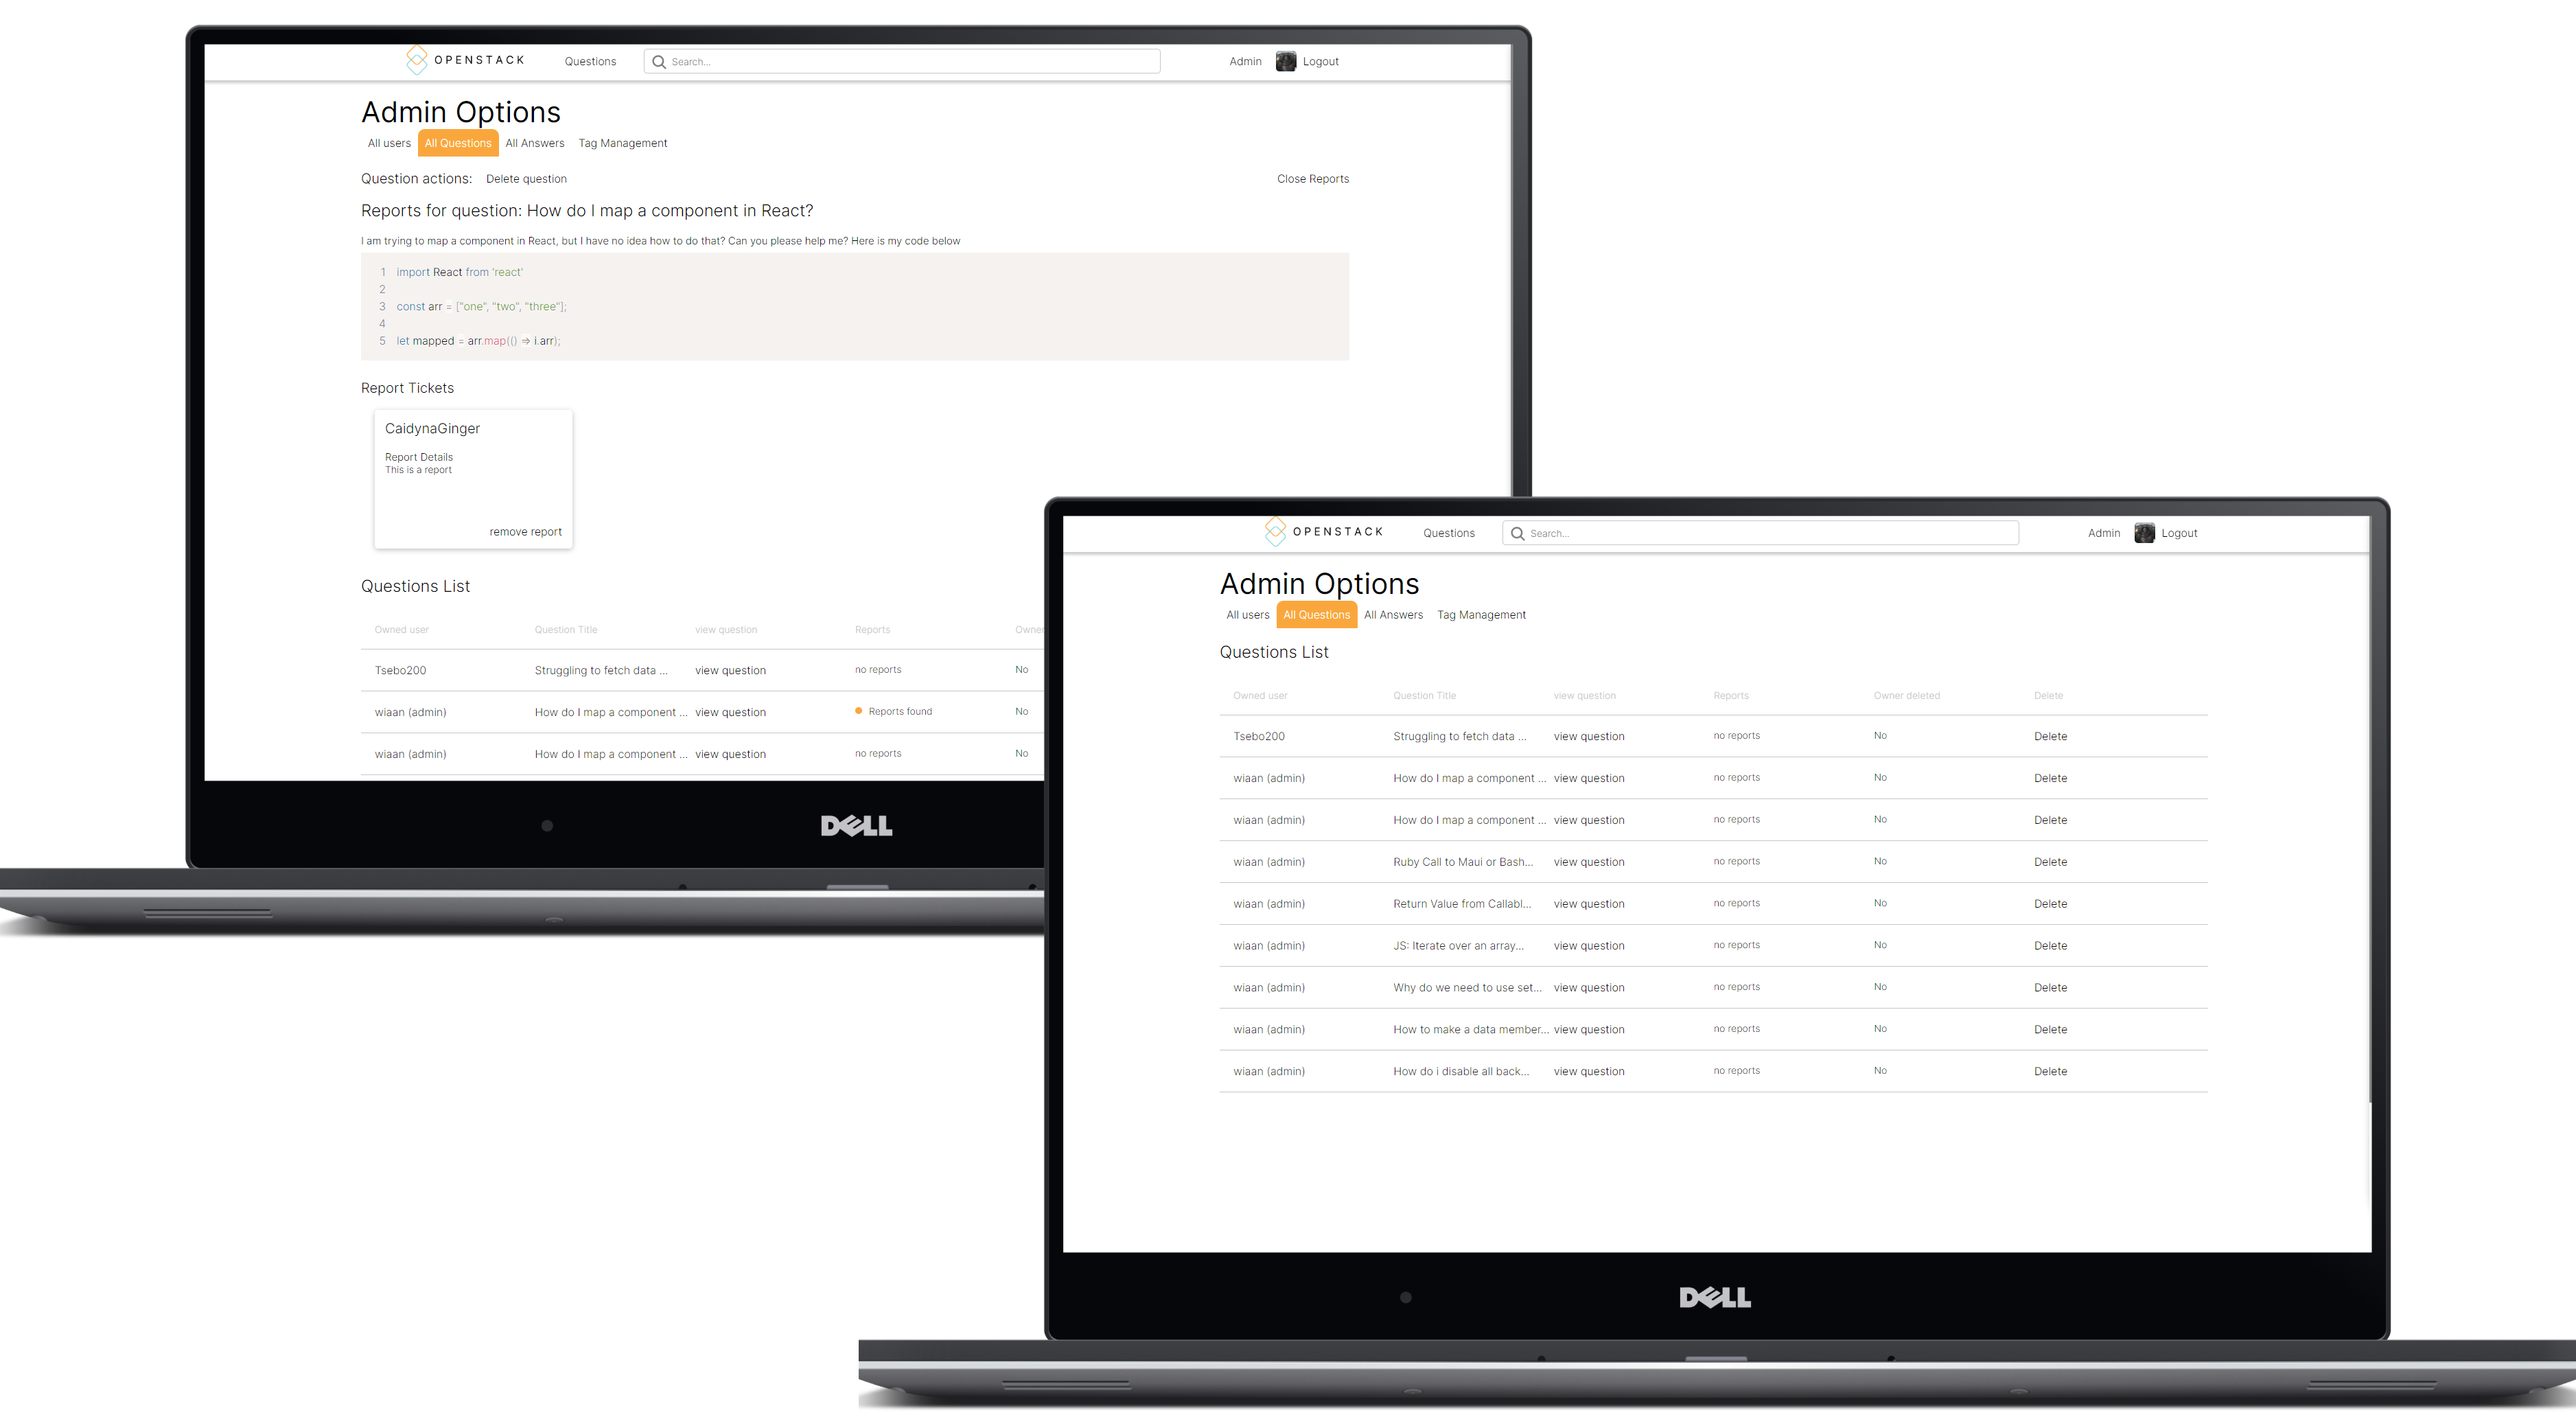 OPENSTACK Questions Search... Admin Logout
Admin Options
All users All Questions All Answers Tag Management
Question actions: Delete question Close Reports
Reports for question: How do I map a component in React?
I am trying to map a component in React, but I have no idea how to do that? Can you please help me? Here is my code below
1 import React from 'react'
2
3 const arr = ["one", "two", "three"];
4
5 let mapped = arr.map(() => i.arr);
Report Tickets
CaidynaGinger
Report Details
This is a report
remove report
Questions List
Owned user Question Title view question Reports Owner
Tsebo200 Struggling to fetch data ... view question no reports No
wiaan (admin) How do I map a component ... view question Reports found No
wiaan (admin) How do I map a component ... view question no reports No
DELL
OPENSTACK Questions Search... Admin Logout
Admin Options
All users All Questions All Answers Tag Management
Questions List
Owned user Question Title view question Reports Owner deleted Delete
Tsebo200 Struggling to fetch data ... view question no reports No Delete
wiaan (admin) How do I map a component ... view question no reports No Delete
wiaan (admin) How do I map a component ... view question no reports No Delete
wiaan (admin) Ruby Call to Maui or Bash... view question no reports No Delete
wiaan (admin) Return Value from Callabl... view question no reports No Delete
wiaan (admin) JS: Iterate over an array... view question no reports No Delete
wiaan (admin) Why do we need to use set... view question no reports No Delete
wiaan (admin) How to make a data member... view question no reports No Delete
wiaan (admin) How do i disable all back... view question no reports No Delete
DELL